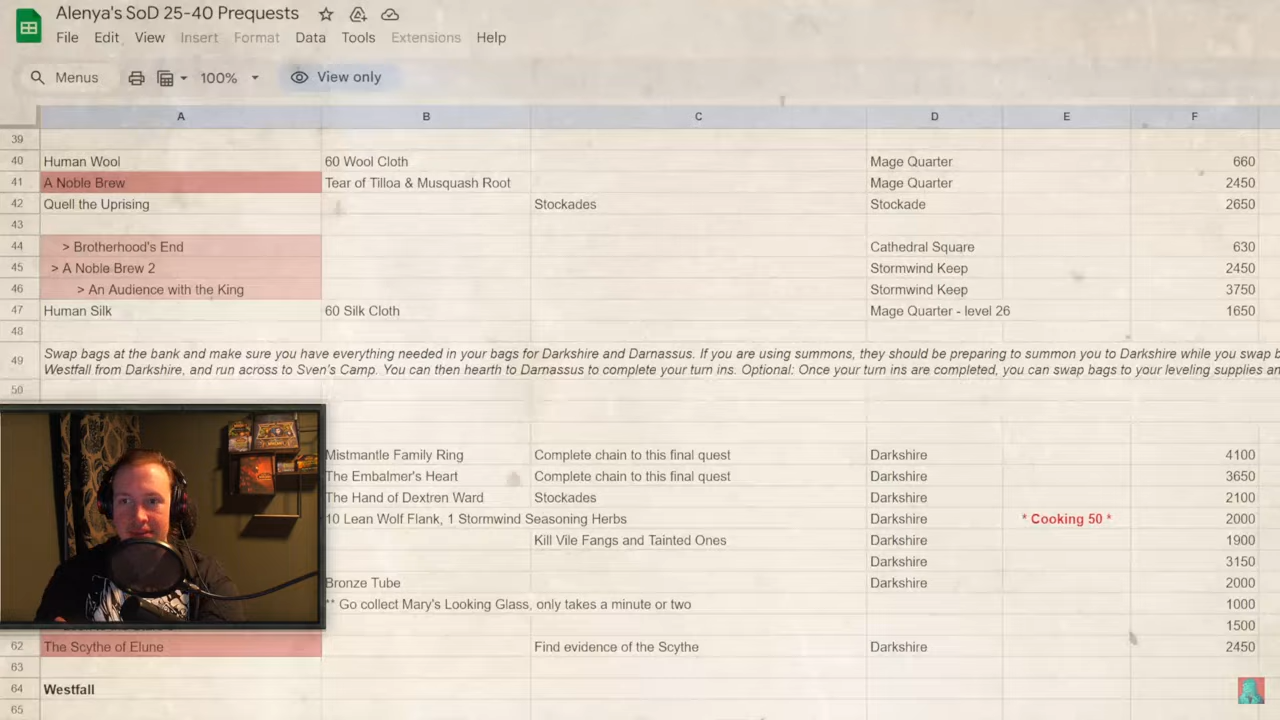 Alenya's SoD 25-40 Prequests
File Edit View Insert Format Data Tools Extensions Help
Menus 100% View only
A B C D E F
39
40 Human Wool 60 Wool Cloth Mage Quarter 660
41 A Noble Brew Tear of Tilloa & Musquash Root Mage Quarter 2450
42 Quell the Uprising Stockades Stockade 2650
43
44 > Brotherhood's End Cathedral Square 630
45 > A Noble Brew 2 Stormwind Keep 2450
46 > An Audience with the King Stormwind Keep 3750
47 Human Silk 60 Silk Cloth Mage Quarter - level 26 1650
48
49 Swap bags at the bank and make sure you have everything needed in your bags for Darkshire and Darnassus. If you are using summons, they should be preparing to summon you to Darkshire while you swap b
Westfall from Darkshire, and run across to Sven's Camp. You can then hearth to Darnassus to complete your turn ins. Optional: Once your turn ins are completed, you can swap bags to your leveling supplies an
50
Mistmantle Family Ring Complete chain to this final quest Darkshire 4100
The Embalmer's Heart Complete chain to this final quest Darkshire 3650
The Hand of Dextren Ward Stockades Darkshire 2100
10 Lean Wolf Flank, 1 Stormwind Seasoning Herbs Darkshire * Cooking 50 * 2000
Kill Vile Fangs and Tainted Ones Darkshire 1900
Darkshire 3150
Bronze Tube Darkshire 2000
** Go collect Mary's Looking Glass, only takes a minute or two 1000
1500
62 The Scythe of Elune Find evidence of the Scythe Darkshire 2450
63
64 Westfall
65